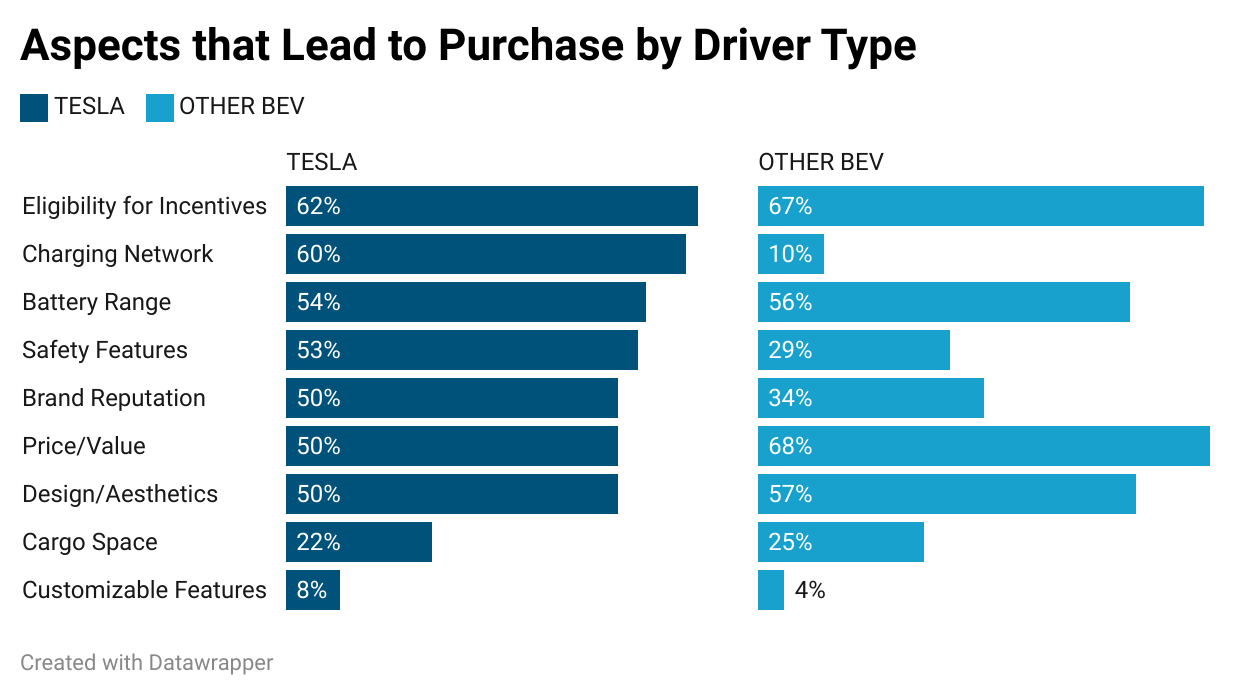 Aspects that Lead to Purchase by Driver Type
TESLA OTHER BEV
TESLA OTHER BEV
Eligibility for Incentives 62% 67%
Charging Network 60% 10%
Battery Range 54% 56%
Safety Features 53% 29%
Brand Reputation 50% 34%
Price/Value 50% 68%
Design/Aesthetics 50% 57%
Cargo Space 22% 25%
Customizable Features 8% 4%
Created with Datawrapper